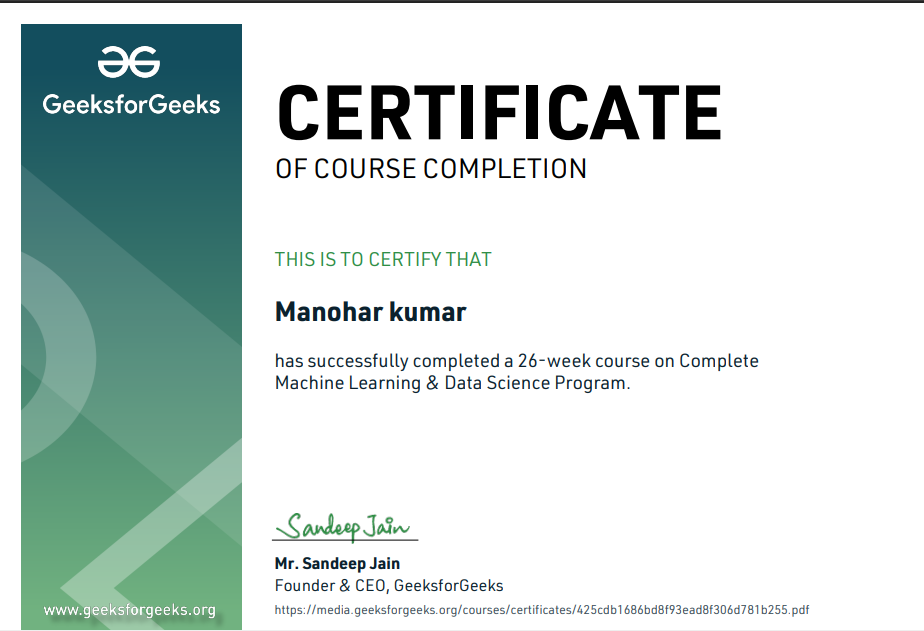 GeeksforGeeks
CERTIFICATE
OF COURSE COMPLETION
THIS IS TO CERTIFY THAT
Manohar kumar
has successfully completed a 26-week course on Complete
Machine Learning & Data Science Program.
Sandeep Jain
Mr. Sandeep Jain
Founder & CEO, GeeksforGeeks
https://media.geeksforgeeks.org/courses/certificates/425cdb1686bd8f93ead8f306d781b255.pdf
www.geeksforgeeks.org